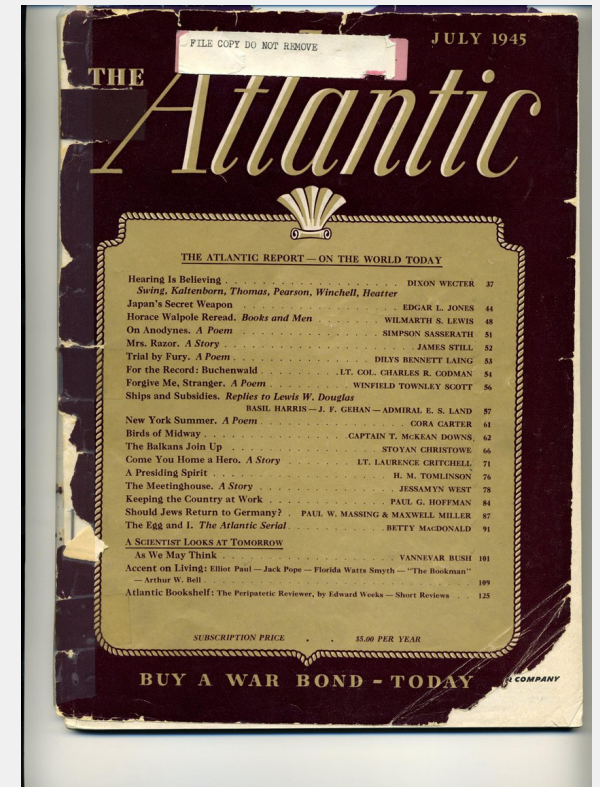 FILE COPY DO NOT REMOVE
JULY 1945
THE
Atlantic
THE ATLANTIC REPORT — ON THE WORLD TODAY
Hearing Is Believing . . . . . . . . . . . . . . . DIXON WECTER 37
Swing, Kaltenborn, Thomas, Pearson, Winchell, Heatter
Japan's Secret Weapon . . . . . . . . . . . . . . EDGAR L. JONES 44
Horace Walpole Reread. Books and Men . . . . . . WILMARTH S. LEWIS 48
On Anodynes. A Poem . . . . . . . . . . . . SIMPSON SASSERATH 51
Mrs. Razor. A Story . . . . . . . . . . . . . . . . JAMES STILL 52
Trial by Fury. A Poem . . . . . . . . . . . . DILYS BENNETT LAING 53
For the Record: Buchenwald . . . . . . . LT. COL. CHARLES R. CODMAN 54
Forgive Me, Stranger. A Poem . . . . . . . WINFIELD TOWNLEY SCOTT 56
Ships and Subsidies. Replies to Lewis W. Douglas
BASIL HARRIS — J. F. GEHAN — ADMIRAL E. S. LAND 57
New York Summer. A Poem . . . . . . . . . . . . . CORA CARTER 61
Birds of Midway . . . . . . . . . . . CAPTAIN T. McKEAN DOWNS 62
The Balkans Join Up . . . . . . . . . . . . . STOYAN CHRISTOWE 66
Come You Home a Hero. A Story . . . . . . LT. LAURENCE CRITCHELL 71
A Presiding Spirit . . . . . . . . . . . . . . . H. M. TOMLINSON 76
The Meetinghouse. A Story . . . . . . . . . . . . JESSAMYN WEST 78
Keeping the Country at Work . . . . . . . . . . PAUL G. HOFFMAN 84
Should Jews Return to Germany? . . PAUL W. MASSING & MAXWELL MILLER 87
The Egg and I. The Atlantic Serial . . . . . . . . BETTY MacDONALD 91
A SCIENTIST LOOKS AT TOMORROW
As We May Think . . . . . . . . . . . . . . . VANNEVAR BUSH 101
Accent on Living: Elliot Paul — Jack Pope — Florida Watts Smyth — "The Bookman"
— Arthur W. Bell . . . . . . . . . . . . . . . . . . . . . 109
Atlantic Bookshelf: The Peripatetic Reviewer, by Edward Weeks — Short Reviews . . . 125
SUBSCRIPTION PRICE . . $5.00 PER YEAR
BUY A WAR BOND - TODAY
COMPANY